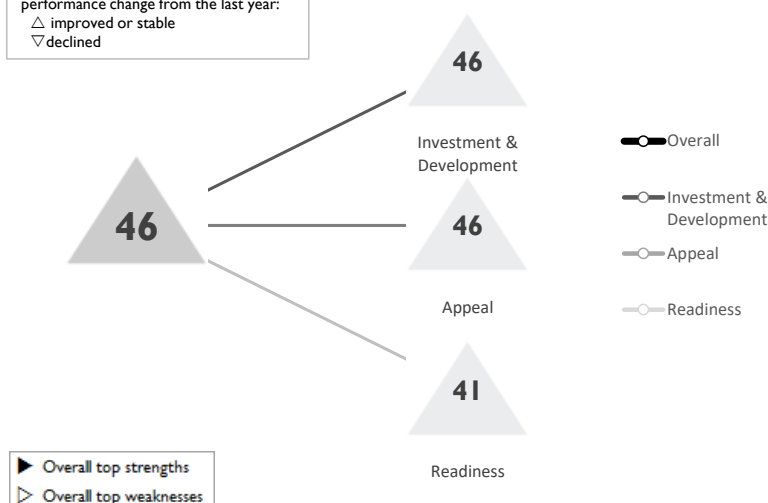 performance change from the last year:
△ improved or stable
▽ declined
46
Investment &
Development
46
46
Appeal
41
Readiness
Overall
Investment &
Development
Appeal
Readiness
▶ Overall top strengths
▷ Overall top weaknesses